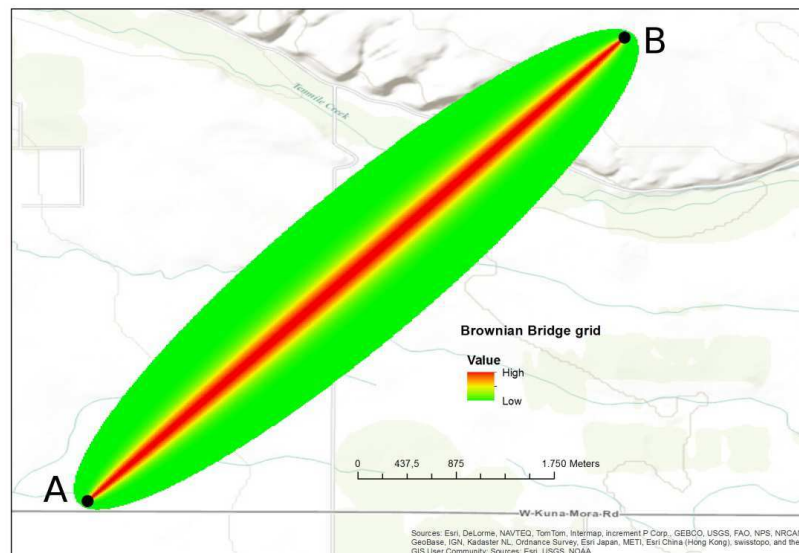 B
Tenmile Creek
Brownian Bridge grid
Value
High
Low
A
0 437,5 875 1.750 Meters
W-Kuna-Mora-Rd
Sources: Esri, DeLorme, NAVTEQ, TomTom, Intermap, increment P Corp., GEBCO, USGS, FAO, NPS, NRCAN
GeoBase, IGN, Kadaster NL, Ordnance Survey, Esri Japan, METI, Esri China (Hong Kong), swisstopo, and the
GIS User Community; Sources: Esri, USGS, NOAA